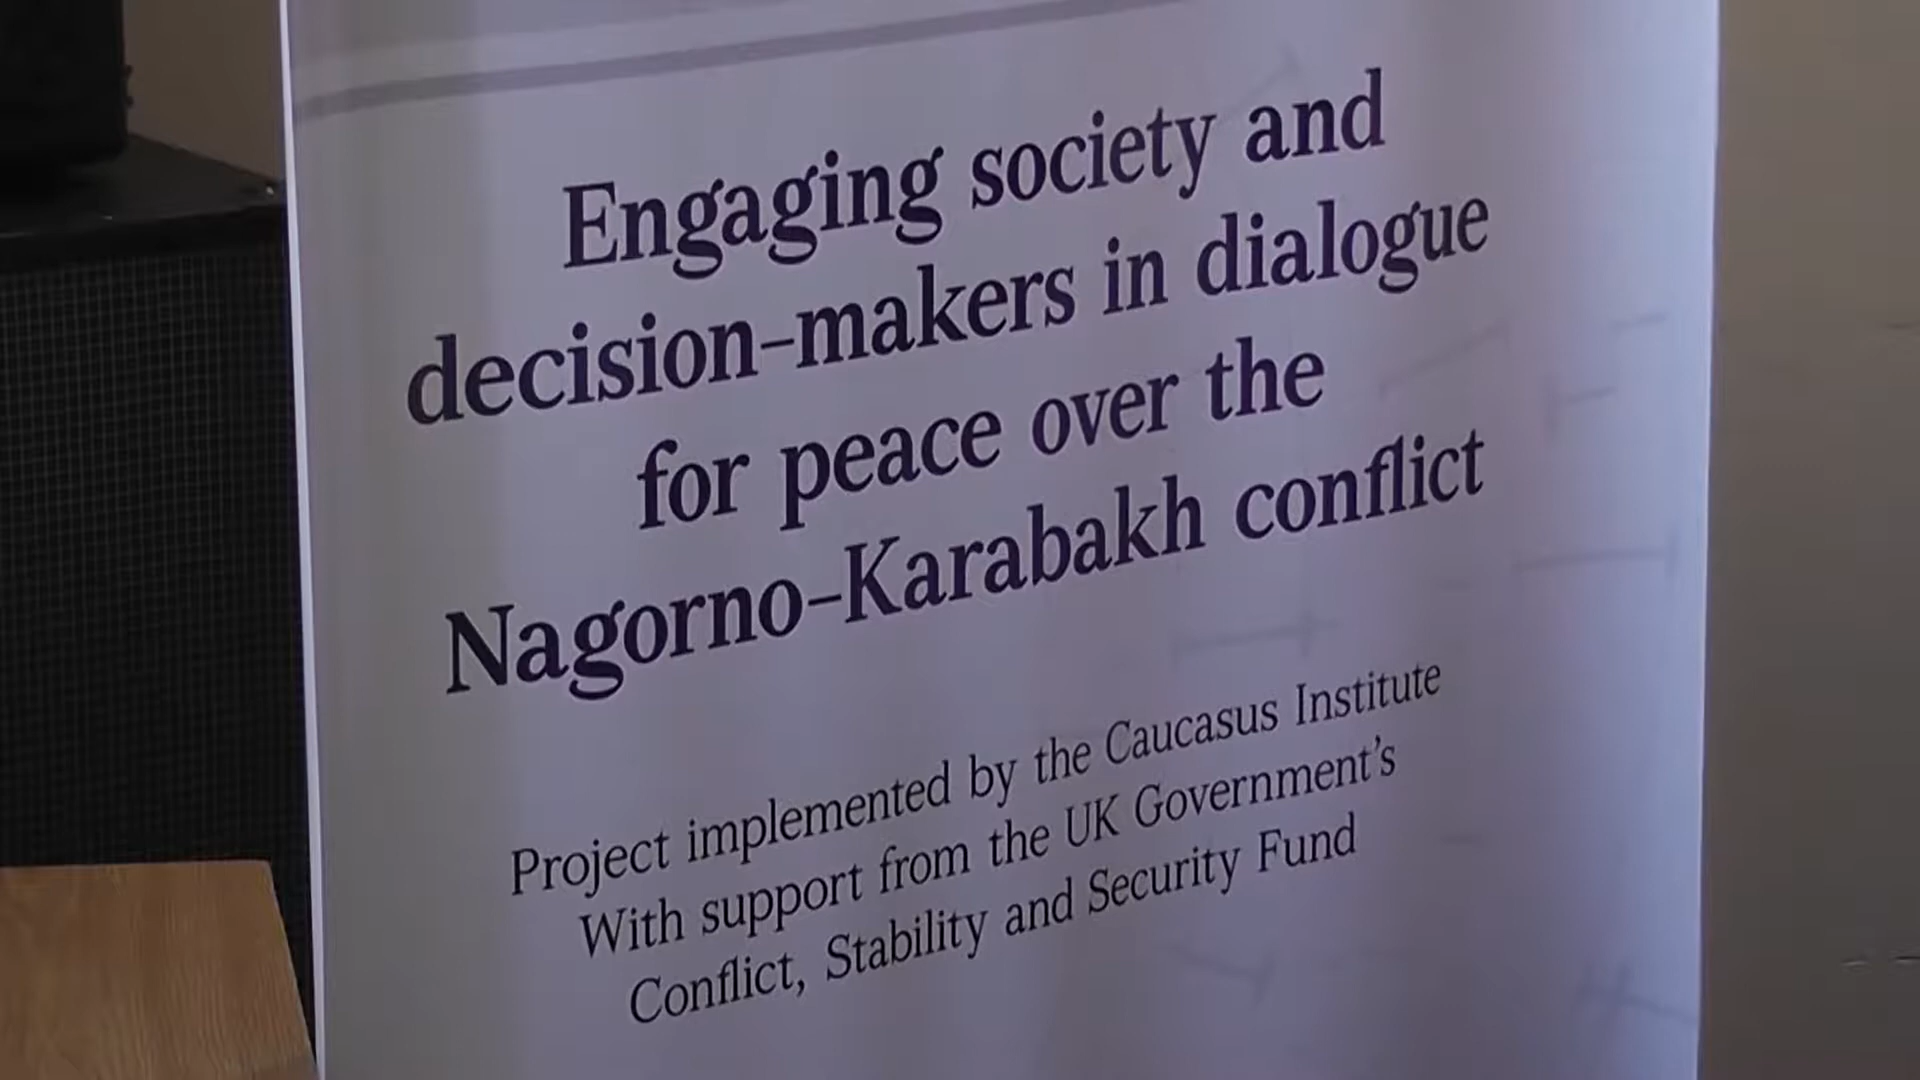 Engaging society and
decision-makers in dialogue
for peace over the
Nagorno-Karabakh conflict
Project implemented by the Caucasus Institute
With support from the UK Government's
Conflict, Stability and Security Fund